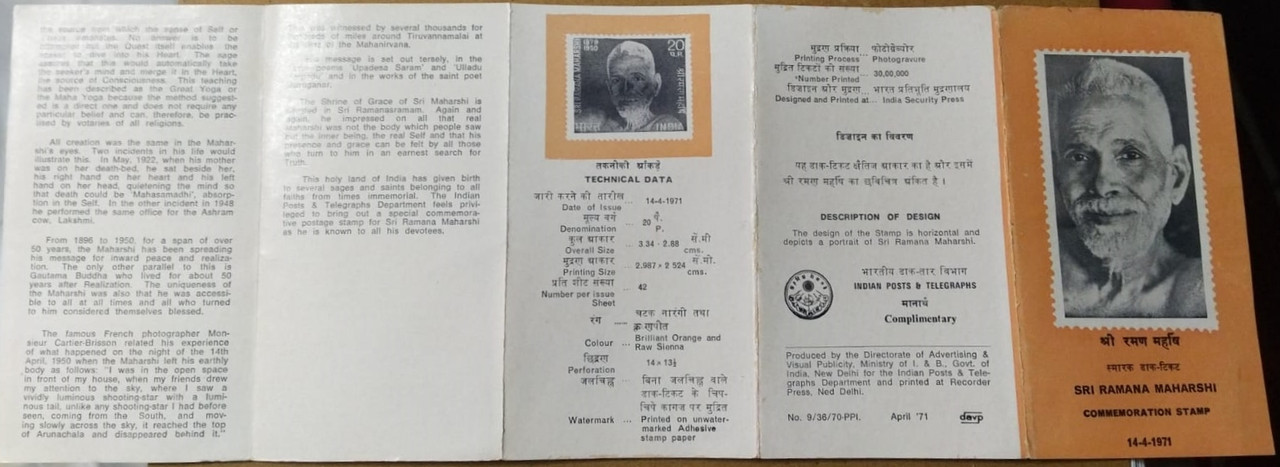 the source from which the sense of Self or
No answer is to be
but the Quest itself enables the
to dive into his Heart. The sage
that this would automatically take
the seeker's mind and merge it in the Heart,
the source of Consciousness. This teaching
has been described as the Great Yoga or
the Maha Yoga because the method suggest-
ed is a direct one and does not require any
particular belief and can, therefore, be prac-
tised by votaries of all religions.
All creation was the same in the Mahar-
shi's eyes. Two incidents in his life would
illustrate this. In May, 1922, when his mother
was on her death-bed, he sat beside her,
his right hand on her heart and his left
hand on her head, quietening the mind so
that death could be 'Mahasamadhi', absorp-
tion in the Self. In the other incident in 1948
he performed the same office for the Ashram
cow, Lakshmi.
From 1896 to 1950, for a span of over
50 years, the Maharshi has been spreading
his message for inward peace and realiza-
tion. The only other parallel to this is
Gautama Buddha who lived for about 50
years after Realization. The uniqueness of
the Maharshi was also that he was accessi-
ble to all at all times and all who turned
to him considered themselves blessed.
The famous French photographer Mon-
sieur Cartier-Brisson related his experience
of what happened on the night of the 14th
April, 1950 when the Maharshi left his earthly
body as follows: "I was in the open space
in front of my house, when my friends drew
my attention to the sky, where I saw a
vividly luminous shooting-star with a lumi-
nous tail, unlike any shooting-star I had before
seen, coming from the South, and mov-
ing slowly across the sky, it reached the top
of Arunachala and disappeared behind it."
was witnessed by several thousands for
of miles around Tiruvannamalai at
of the Mahanirvana.
message is set out tersely, in the
Upadesa Saram' and 'Ulladu
and in the works of the saint poet
The Shrine of Grace of Sri Maharshi is
in Sri Ramanasramam. Again and
again, he impressed on all that real
Maharshi was not the body which people saw
but the inner being, the real Self and that his
presence and grace can be felt by all those
who turn to him in an earnest search for
Truth.
This holy land of India has given birth
to several sages and saints belonging to all
faiths from times immemorial. The Indian
Posts & Telegraphs Department feels privi-
leged to bring out a special commemora-
tive postage stamp for Sri Ramana Maharshi
as he is known to all his devotees.
1879
1950
20
INDIA
तकनीकी आंकड़े
TECHNICAL DATA
जारी करने की तारीख
Date of Issue ... 14-4-1971
मूल्य वर्ग पै.
Denomination ... 20 P.
कुल आकार सें.मी
Overall Size ... 3.34 - 2.88 cms.
मुद्रण आकार सें.मी.
Printing Size ... 2.987 × 2 524 cms.
प्रति शीट संख्या
Number per issue ... 42
Sheet
रंग ... चटक नारंगी तथा
Colour ... Brilliant Orange and
Raw Sienna
छिद्रण
Perforation ... 14 × 13½
जलचिह्न ... बिना जलचिह्न वाले
डाक-टिकट के चिप-
चिपे कागज पर मुद्रित
Watermark ... Printed on unwater-
marked Adhesive
stamp paper
मुद्रण प्रक्रिया ... फोटोग्रेव्योर
Printing Process ... Photogravure
मुद्रित टिकटों की संख्या ...
*Number Printed ... 30,00,000
डिजाइन और मुद्रण... भारत प्रतिभूति मुद्रणालय
Designed and Printed at... India Security Press
डिजाइन का विवरण
यह डाक-टिकट क्षैतिज आकार का है और इसमें
श्री रमण महर्षि का छविचित्र अंकित है।
DESCRIPTION OF DESIGN
The design of the Stamp is horizontal and
depicts a portrait of Sri Ramana Maharshi.
भारतीय डाक-तार विभाग
INDIAN POSTS & TELEGRAPHS
मानार्थ
Complimentary
Produced by the Directorate of Advertising &
Visual Publicity, Ministry of I. & B., Govt. of
India, New Delhi for the Indian Posts & Tele-
graphs Department and printed at Recorder
Press, Ned Delhi.
No. 9/36/70-PPI. April '71 davp
श्री रमण महर्षि
स्मारक डाक-टिकट
SRI RAMANA MAHARSHI
COMMEMORATION STAMP
14-4-1971